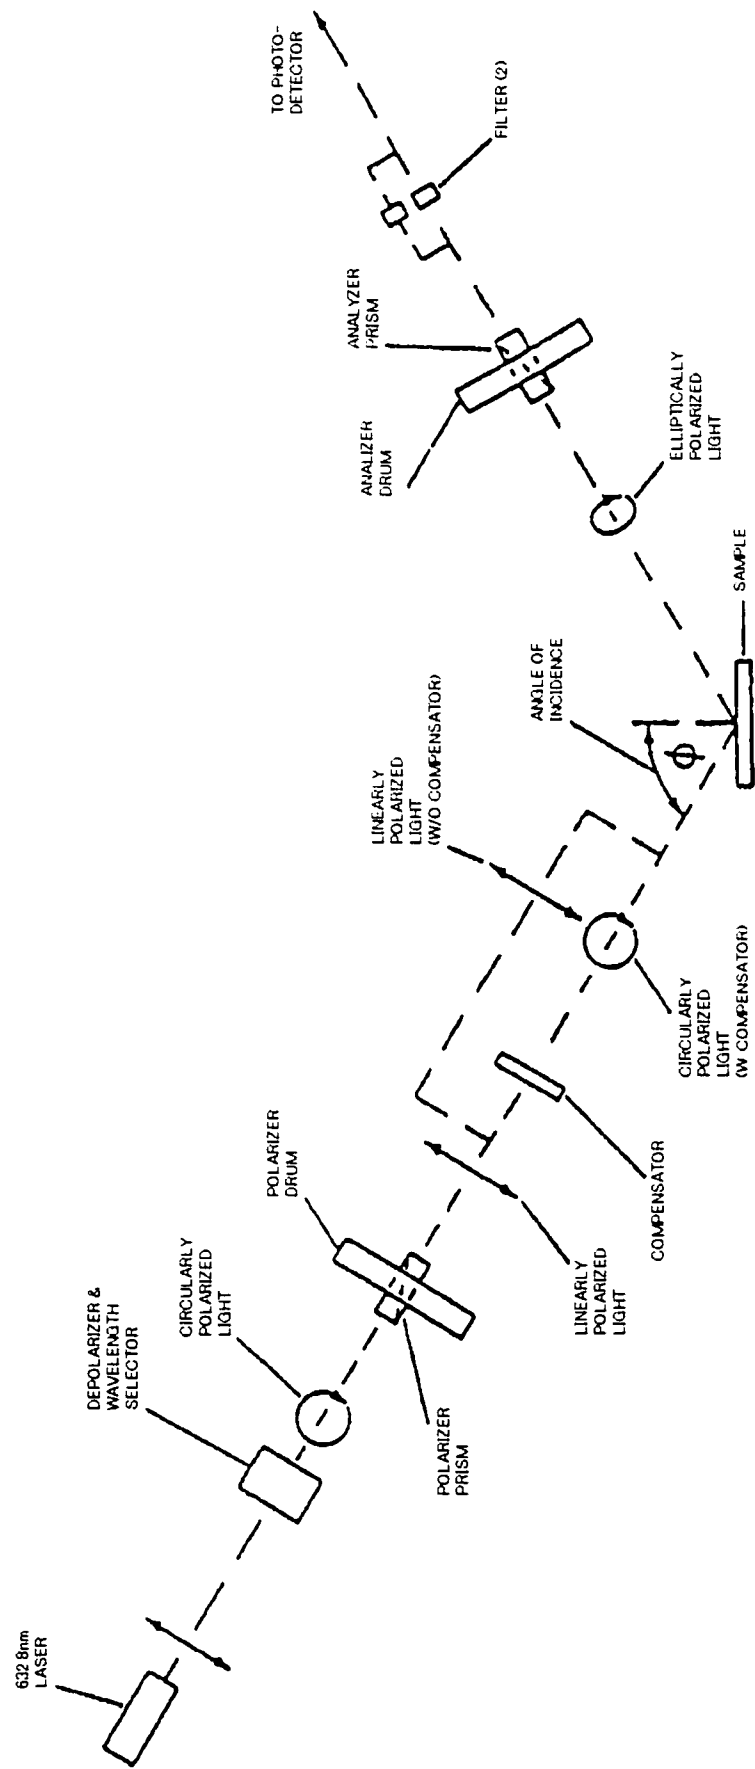 632 8nm
LASER
DEPOLARIZER &
WAVELENGTH
SELECTOR
CIRCULARLY
POLARIZED
LIGHT
POLARIZER
DRUM
POLARIZER
PRISM
LINEARLY
POLARIZED
LIGHT
COMPENSATOR
LINEARLY
POLARIZED
LIGHT
(W/O COMPENSATOR)
CIRCULARLY
POLARIZED
LIGHT
(W COMPENSATOR)
ANGLE OF
INCIDENCE
Φ
SAMPLE
ELLIPTICALLY
POLARIZED
LIGHT
ANALIZER
DRUM
ANALYZER
PRISM
FILTER (2)
TO PHOTO-
DETECTOR